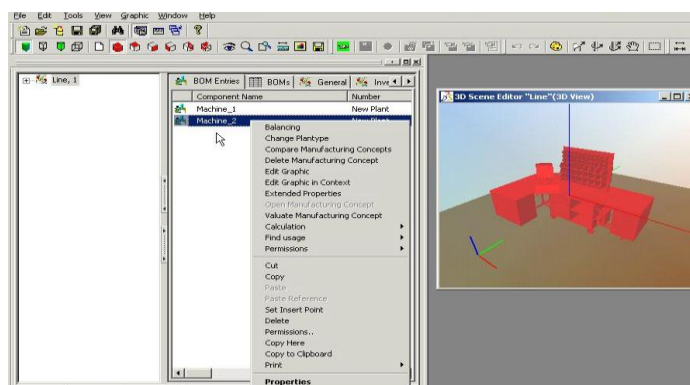 File Edit Tools View Graphic Window Help
Line, 1
BOM Entries BOMs General Inve
Component Name Number
Machine_1 New Plant
Machine_2 New Plant
Balancing
Change Plantype
Compare Manufacturing Concepts
Delete Manufacturing Concept
Edit Graphic
Edit Graphic in Context
Extended Properties
Open Manufacturing Concept
Valuate Manufacturing Concept
Calculation
Find usage
Permissions
Cut
Copy
Paste
Paste Reference
Set Insert Point
Delete
Permissions..
Copy Here
Copy to Clipboard
Print
Properties
3D Scene Editor "Line"(3D View)